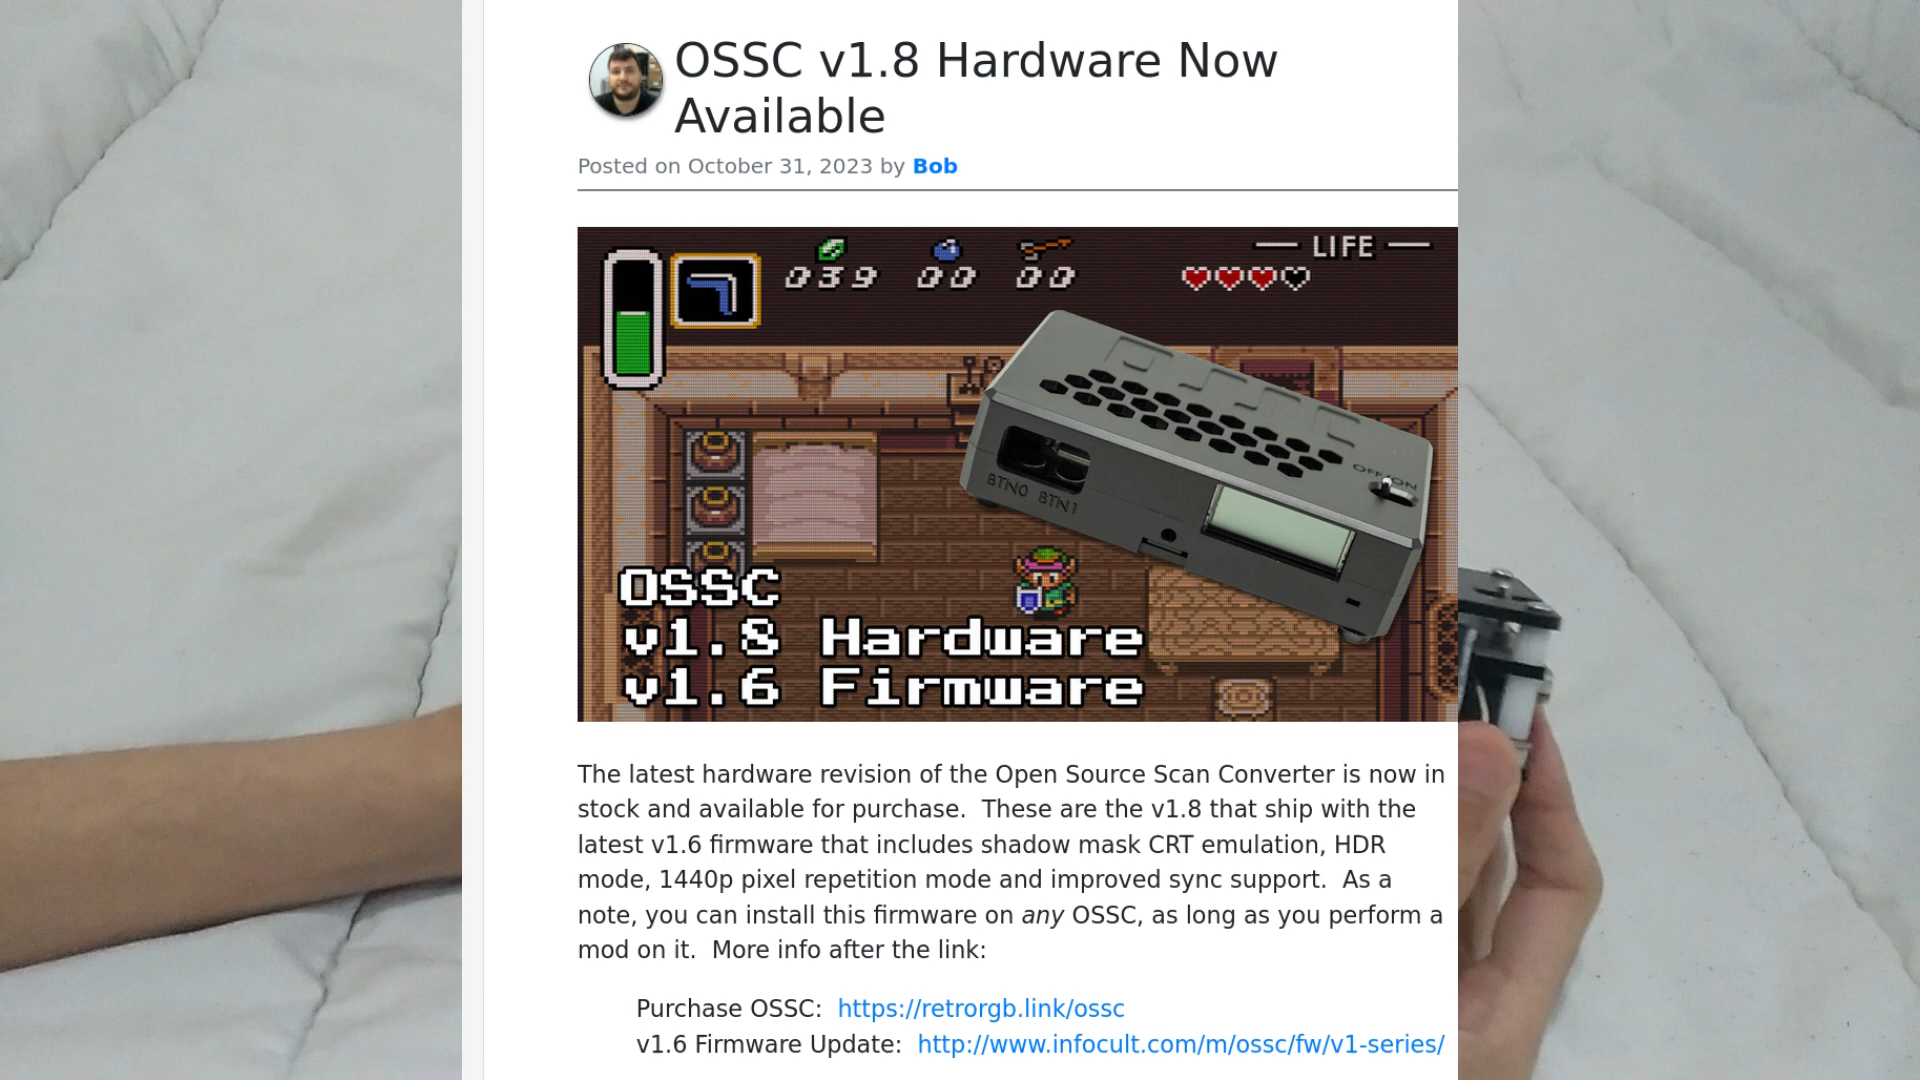 OSSC v1.8 Hardware Now
Available
Posted on October 31, 2023 by Bob
LIFE
039 00 00
OFF ON
BTN0 BTN1
OSSC
v1.8 Hardware
v1.6 Firmware
The latest hardware revision of the Open Source Scan Converter is now in
stock and available for purchase.  These are the v1.8 that ship with the
latest v1.6 firmware that includes shadow mask CRT emulation, HDR
mode, 1440p pixel repetition mode and improved sync support.  As a
note, you can install this firmware on any OSSC, as long as you perform a
mod on it.  More info after the link:
Purchase OSSC:  https://retrorgb.link/ossc
v1.6 Firmware Update:  http://www.infocult.com/m/ossc/fw/v1-series/